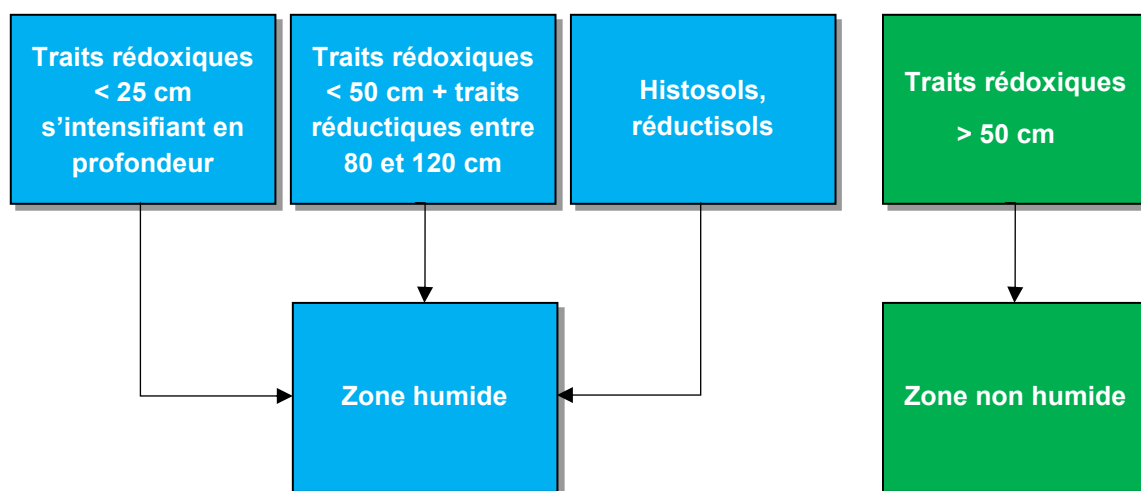 Traits rédoxiques
< 25 cm
s’intensifiant en
profondeur
Traits rédoxiques
< 50 cm + traits
réductiques entre
80 et 120 cm
Histosols,
réductisols
Traits rédoxiques
> 50 cm
Zone humide
Zone non humide